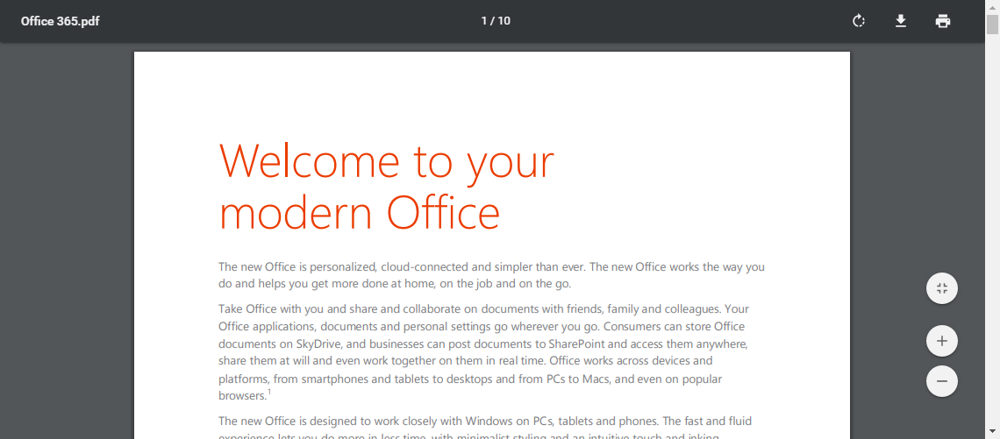 Office 365.pdf
1 / 10
Welcome to your
modern Office
The new Office is personalized, cloud-connected and simpler than ever. The new Office works the way you
do and helps you get more done at home, on the job and on the go.
Take Office with you and share and collaborate on documents with friends, family and colleagues. Your
Office applications, documents and personal settings go wherever you go. Consumers can store Office
documents on SkyDrive, and businesses can post documents to SharePoint and access them anywhere,
share them at will and even work together on them in real time. Office works across devices and
platforms, from smartphones and tablets to desktops and from PCs to Macs, and even on popular
browsers.1
The new Office is designed to work closely with Windows on PCs, tablets and phones. The fast and fluid
experience lets you do more in less time, with minimalist styling and an intuitive touch and inking